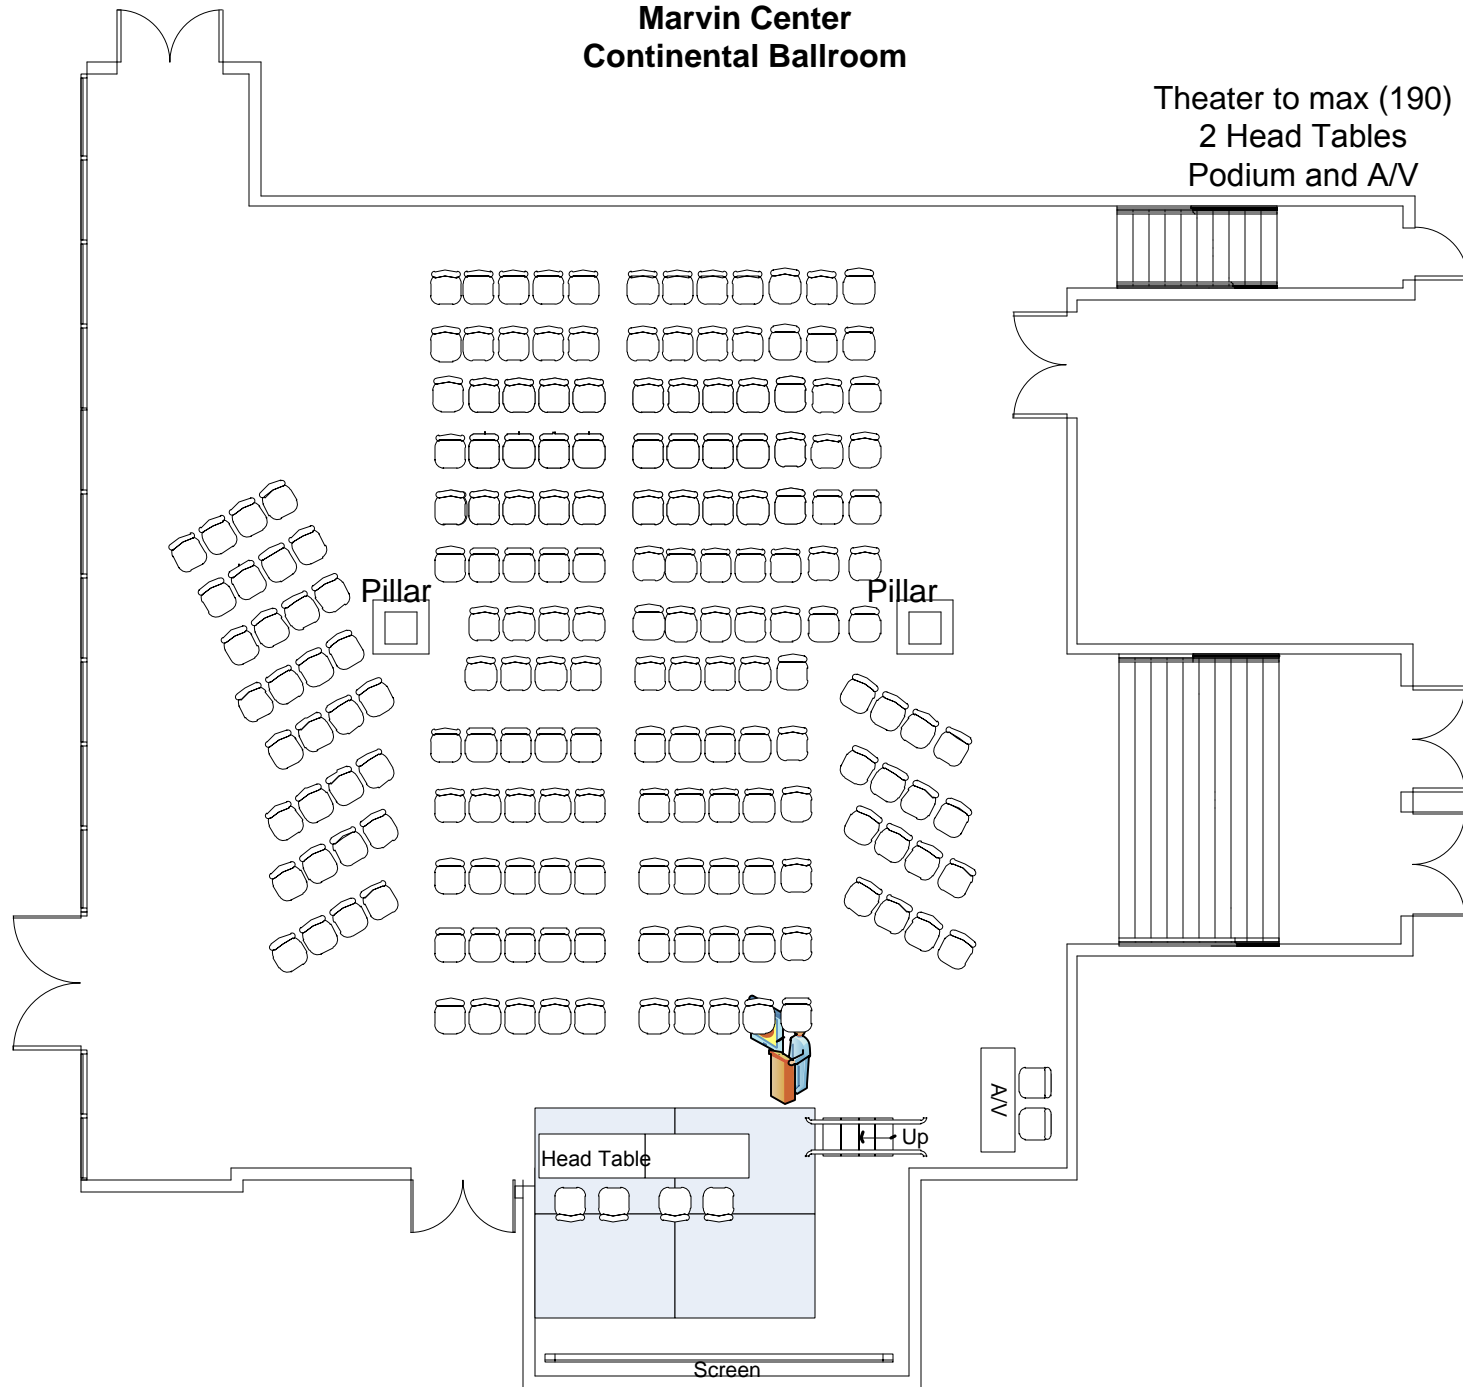 Marvin Center
Continental Ballroom
Theater to max (190)
2 Head Tables
Podium and A/V
Pillar
Pillar
A/V
Up
Head Table
Screen